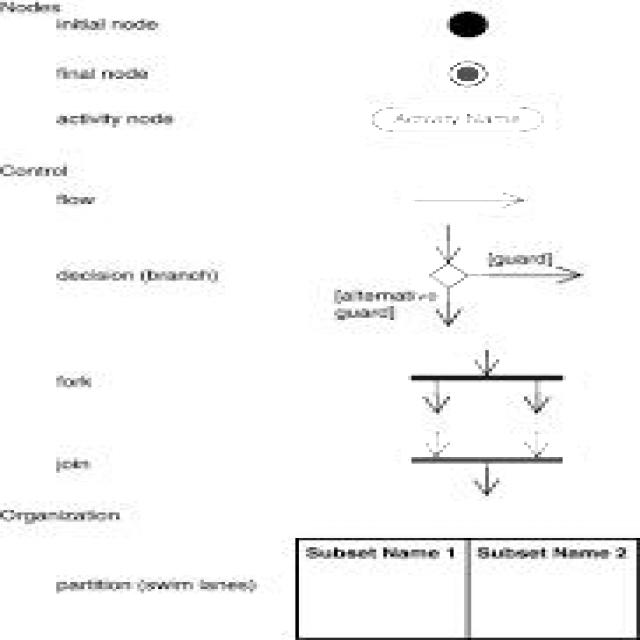 Nodes
initial node
final node
activity node
Activity Name
Control
flow
decision (branch)
[guard]
[alternative
guard]
fork
join
Organization
Subset Name 1
Subset Name 2
partition (swim lanes)